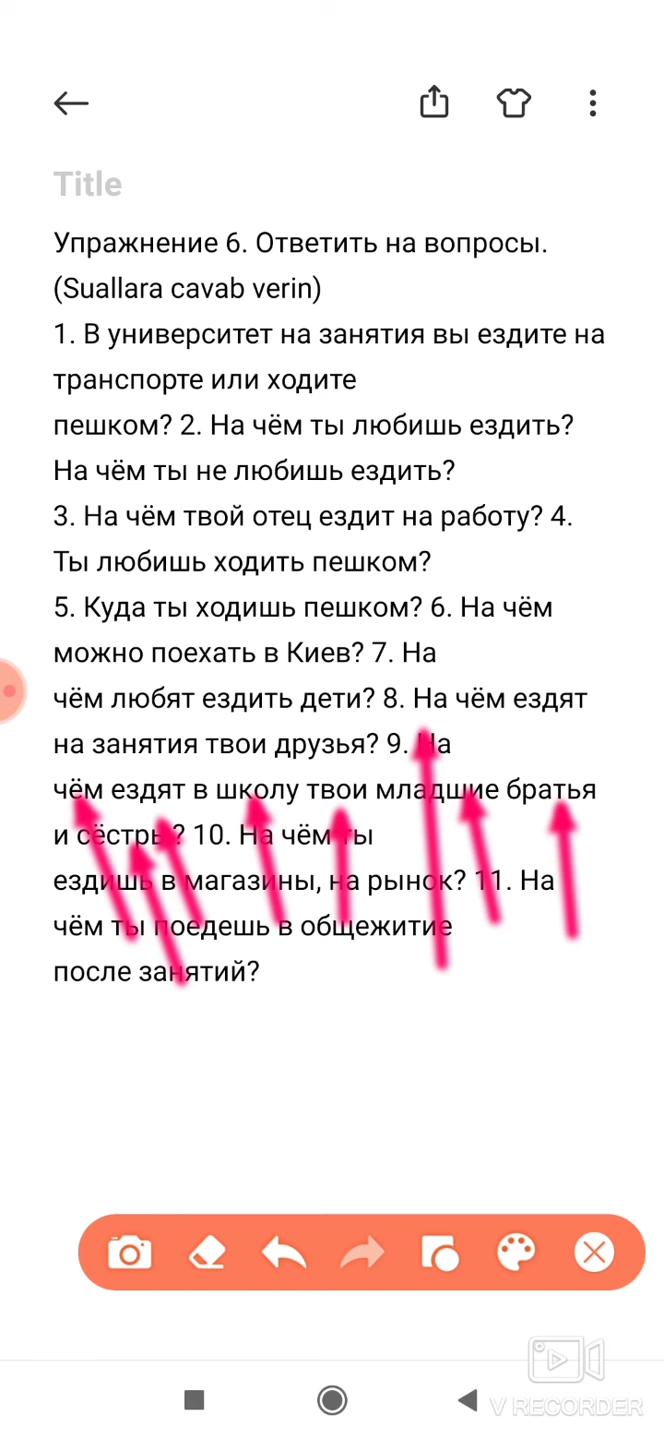 Title
Упражнение 6. Ответить на вопросы.
(Suallara cavab verin)
1. В университет на занятия вы ездите на
транспорте или ходите
пешком? 2. На чём ты любишь ездить?
На чём ты не любишь ездить?
3. На чём твой отец ездит на работу? 4.
Ты любишь ходить пешком?
5. Куда ты ходишь пешком? 6. На чём
можно поехать в Киев? 7. На
чём любят ездить дети? 8. На чём ездят
на занятия твои друзья? 9. На
чём ездят в школу твои младшие братья
и сёстры? 10. На чём ты
ездишь в магазины, на рынок? 11. На
чём ты поедешь в общежитие
после занятий?
V RECORDER